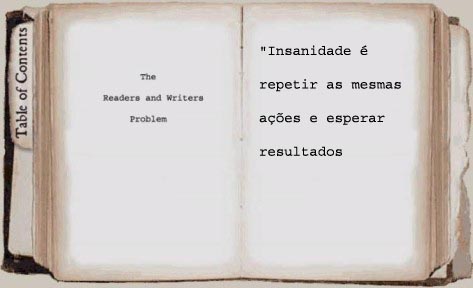 Table of Contents
The
Readers and Writers
Problem
"Insanidade é
repetir as mesmas
ações e esperar
resultados